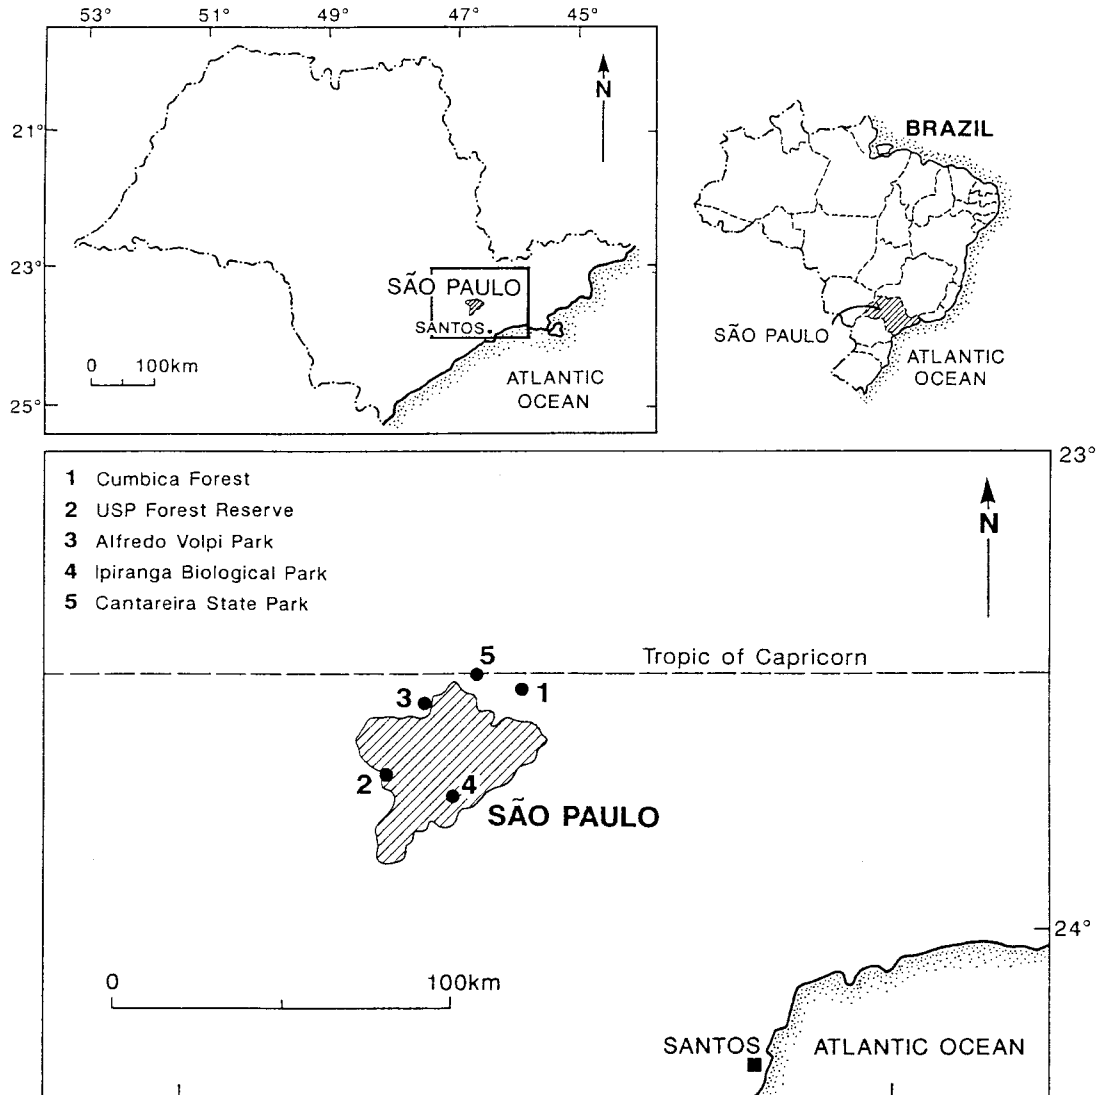 53° 51° 49° 47° 45°
N
21°
23°
25°
SÃO PAULO
SANTOS
0 100km
ATLANTIC
OCEAN
BRAZIL
SÃO PAULO
ATLANTIC
OCEAN
23°
1 Cumbica Forest
2 USP Forest Reserve
3 Alfredo Volpi Park
4 Ipiranga Biological Park
5 Cantareira State Park
N
Tropic of Capricorn
5
1
3
2
4
SÃO PAULO
24°
0 100km
SANTOS
ATLANTIC OCEAN